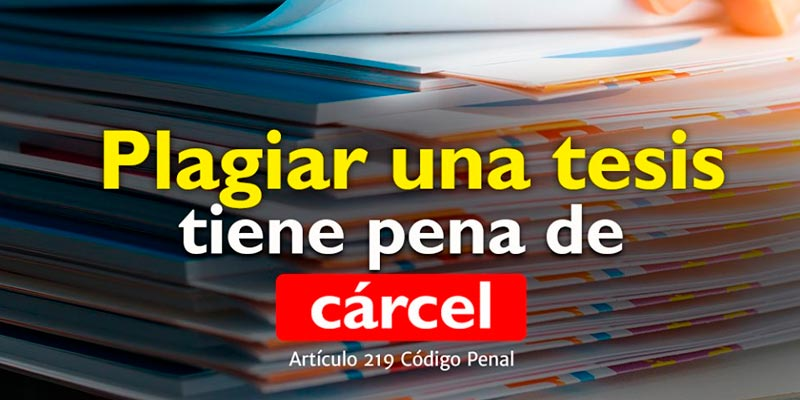 Plagiar una tesis
tiene pena de
cárcel
Artículo 219 Código Penal